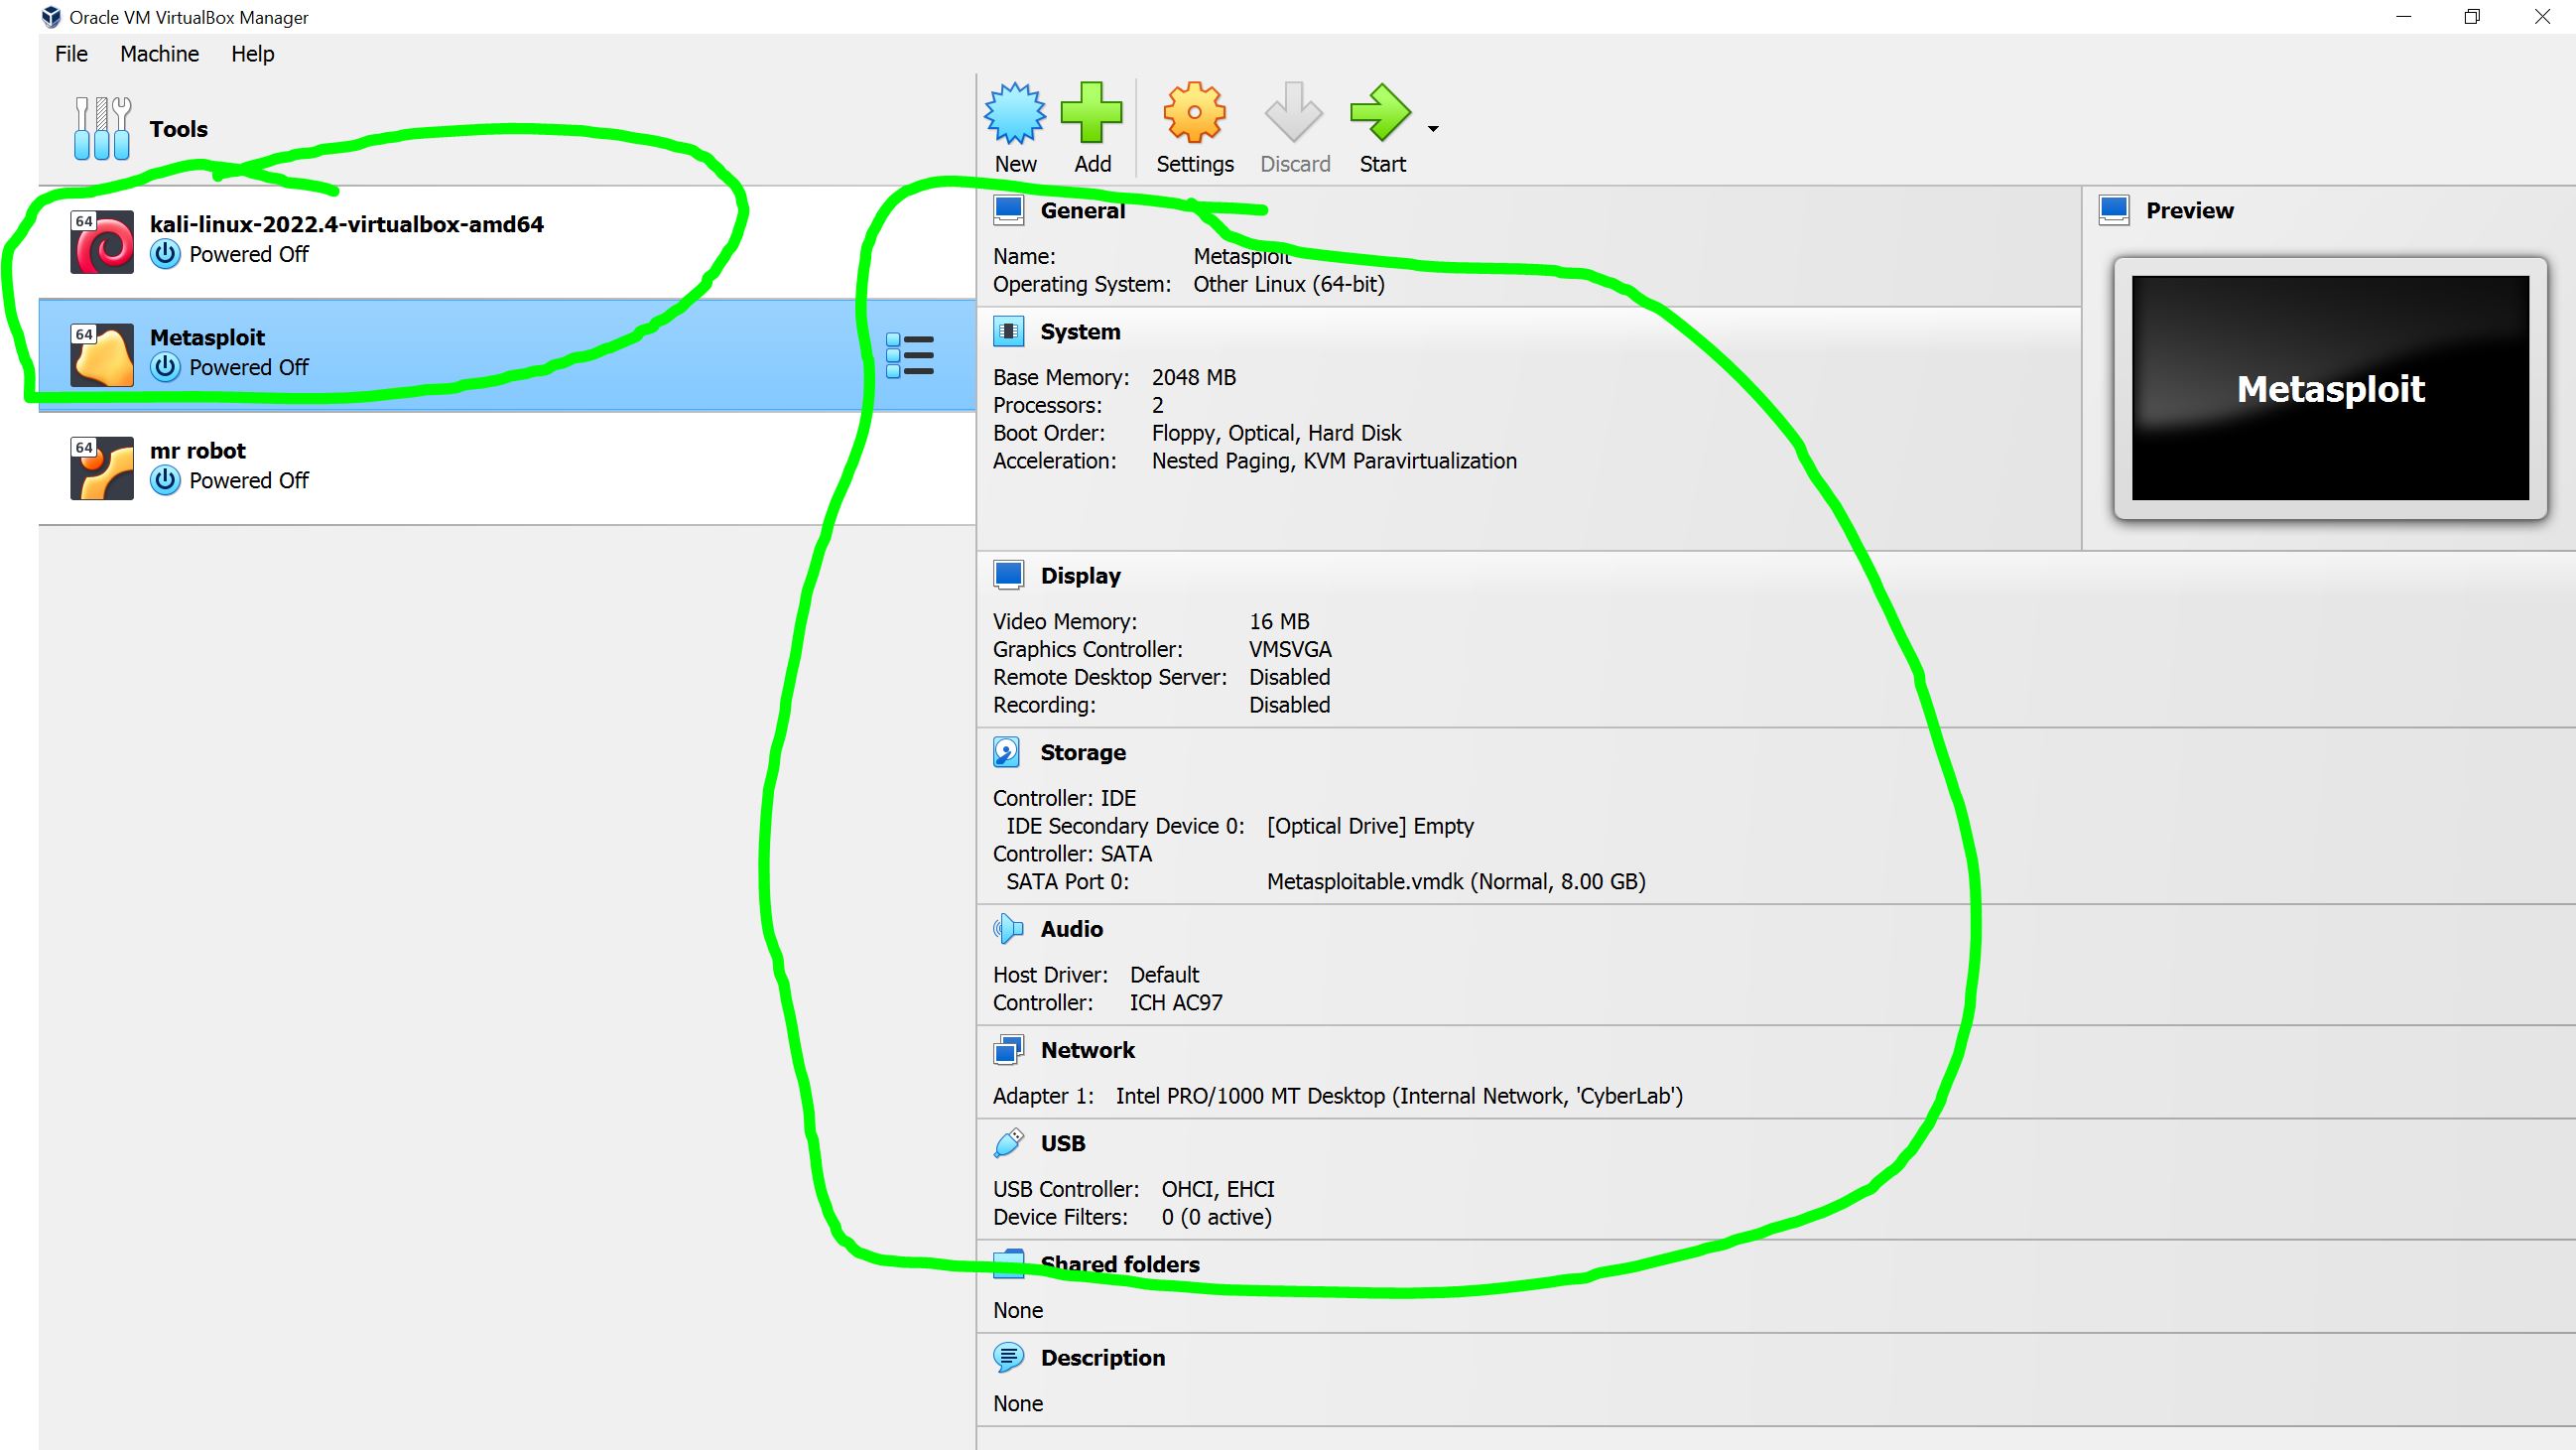 Oracle VM VirtualBox Manager
File Machine Help
Tools
New Add Settings Discard Start
64 kali-linux-2022.4-virtualbox-amd64
Powered Off
64 Metasploit
Powered Off
64 mr robot
Powered Off
General
Name: Metasploit
Operating System: Other Linux (64-bit)
Preview
Metasploit
System
Base Memory: 2048 MB
Processors: 2
Boot Order: Floppy, Optical, Hard Disk
Acceleration: Nested Paging, KVM Paravirtualization
Display
Video Memory: 16 MB
Graphics Controller: VMSVGA
Remote Desktop Server: Disabled
Recording: Disabled
Storage
Controller: IDE
IDE Secondary Device 0: [Optical Drive] Empty
Controller: SATA
SATA Port 0: Metasploitable.vmdk (Normal, 8.00 GB)
Audio
Host Driver: Default
Controller: ICH AC97
Network
Adapter 1: Intel PRO/1000 MT Desktop (Internal Network, 'CyberLab')
USB
USB Controller: OHCI, EHCI
Device Filters: 0 (0 active)
Shared folders
None
Description
None